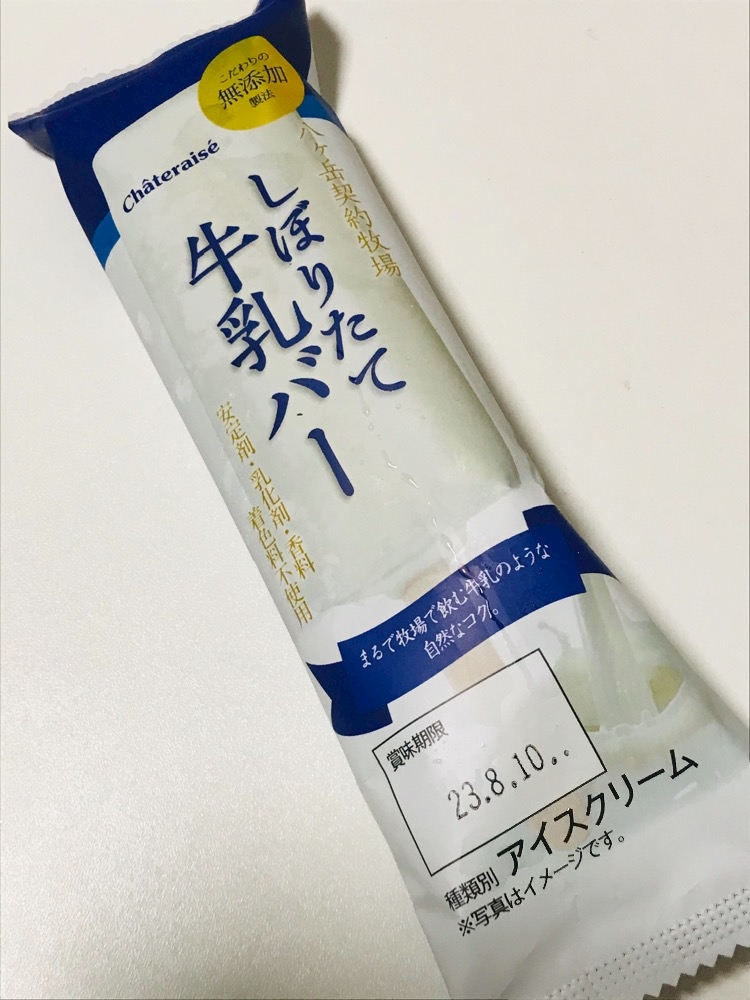 こだわりの
無添加
製法
Châteraisé
八ヶ岳契約牧場
しぼりたて
牛乳バー
安定剤・乳化剤・香料・
着色料不使用
まるで牧場で飲む牛乳のような
自然なコク。
賞味期限
23.8.10..
種類別 アイスクリーム
※写真はイメージです。